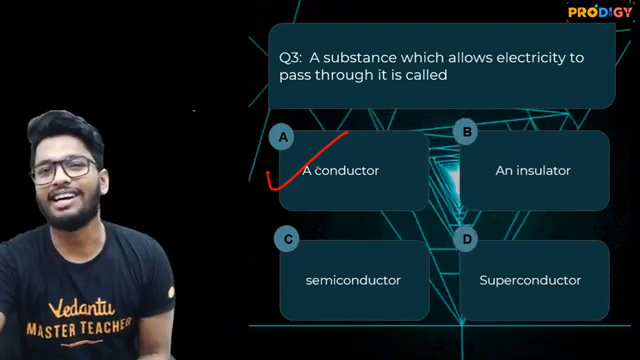 PRODIGY
Q3: A substance which allows electricity to
pass through it is called
A
A conductor
B
An insulator
C
semiconductor
D
Superconductor
Vedantu
MASTER TEACHER